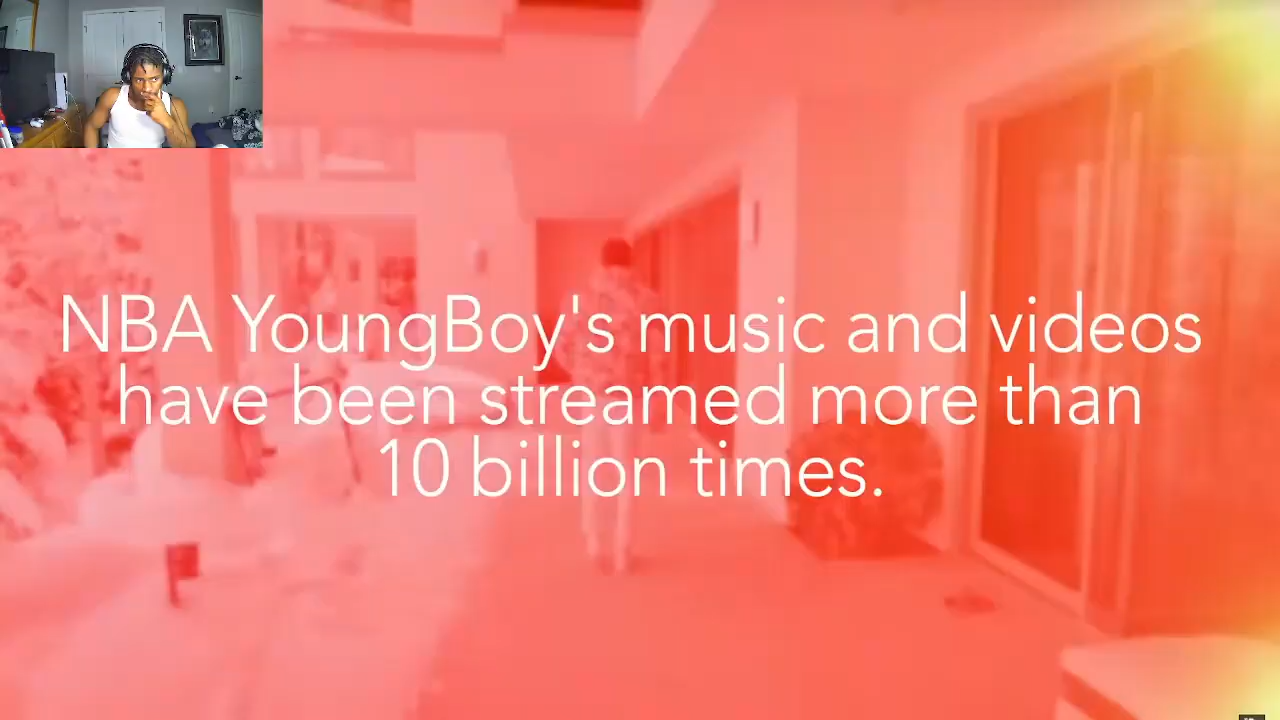 NBA YoungBoy's music and videos
have been streamed more than
10 billion times.